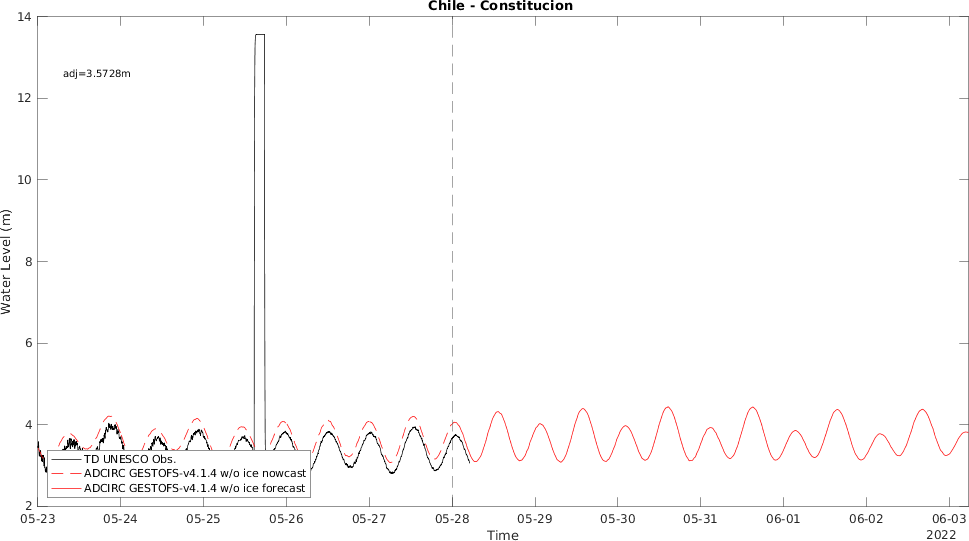 Chile - Constitucion
14
adj=3.5728m
12
10
8
6
4
2
Water Level (m)
TD UNESCO Obs.
ADCIRC GESTOFS-v4.1.4 w/o ice nowcast
ADCIRC GESTOFS-v4.1.4 w/o ice forecast
05-23 05-24 05-25 05-26 05-27 05-28 05-29 05-30 05-31 06-01 06-02 06-03
Time
2022